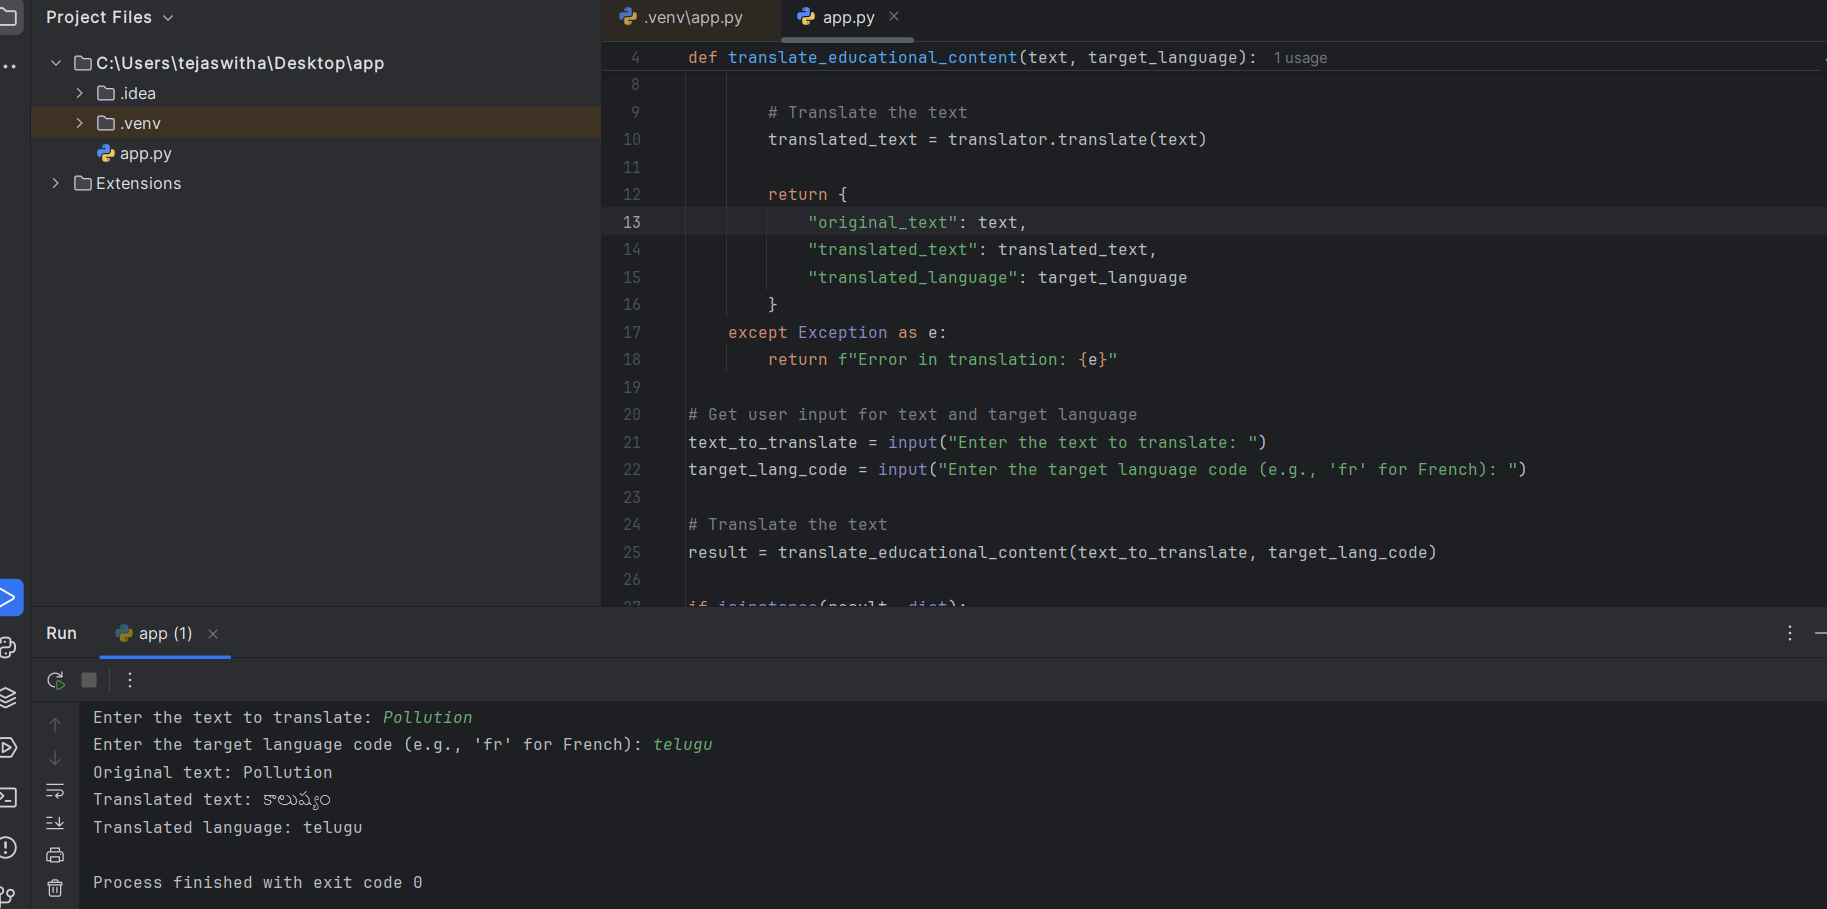 Project Files
C:\Users\tejaswitha\Desktop\app
.idea
.venv
app.py
Extensions
.venv\app.py
app.py
4 def translate_educational_content(text, target_language): 1 usage
8
9 # Translate the text
10 translated_text = translator.translate(text)
11
12 return {
13 "original_text": text,
14 "translated_text": translated_text,
15 "translated_language": target_language
16 }
17 except Exception as e:
18 return f"Error in translation: {e}"
19
20 # Get user input for text and target language
21 text_to_translate = input("Enter the text to translate: ")
22 target_lang_code = input("Enter the target language code (e.g., 'fr' for French): ")
23
24 # Translate the text
25 result = translate_educational_content(text_to_translate, target_lang_code)
26
27 if isinstance(result, dict):
Run
app (1)
Enter the text to translate: Pollution
Enter the target language code (e.g., 'fr' for French): telugu
Original text: Pollution
Translated text: కాలుష్యం
Translated language: telugu
Process finished with exit code 0